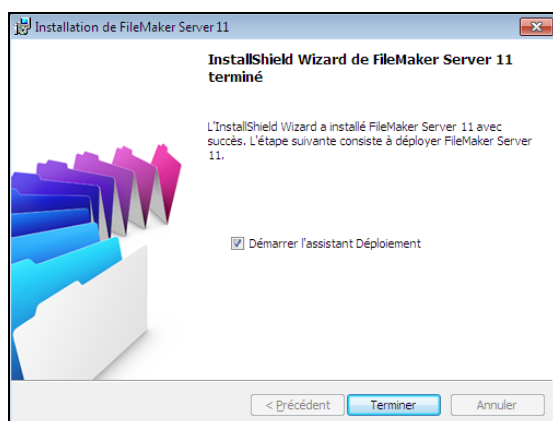 Installation de FileMaker Server 11
InstallShield Wizard de FileMaker Server 11
terminé
L'InstallShield Wizard a installé FileMaker Server 11 avec
succès. L'étape suivante consiste à déployer FileMaker Server
11.
Démarrer l'assistant Déploiement
< Précédent
Terminer
Annuler